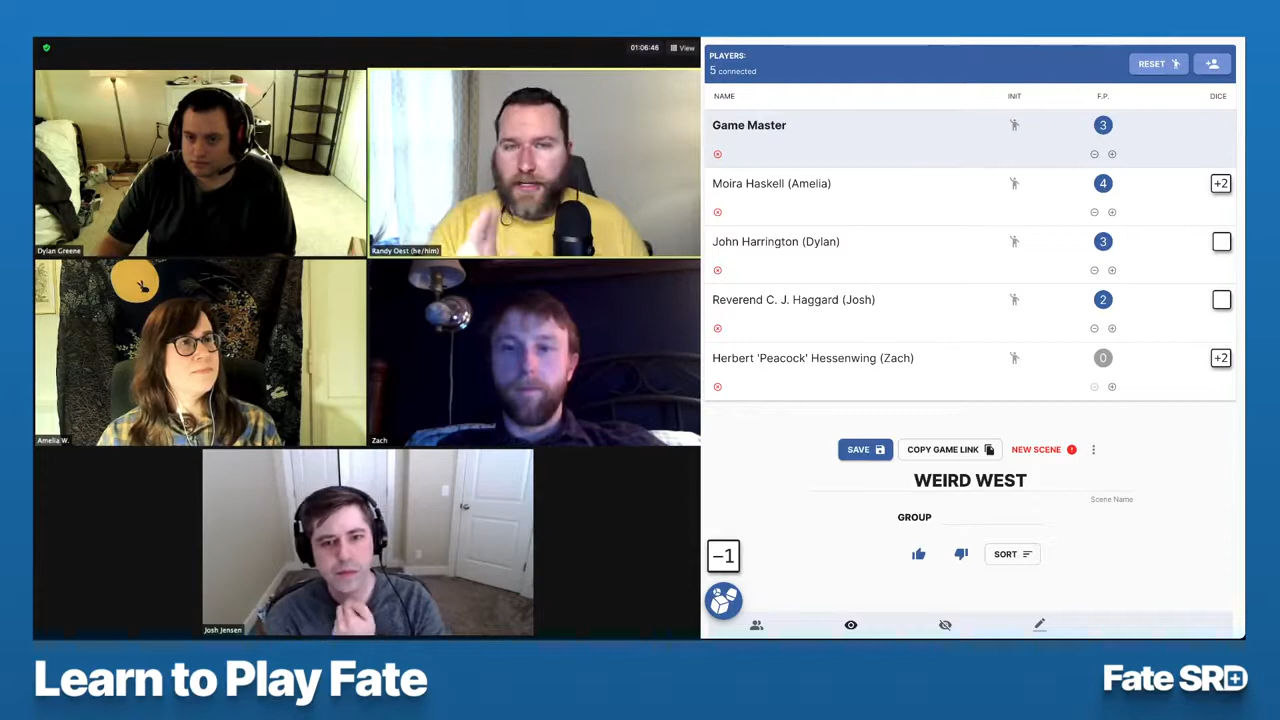 01:06:46
View
Dylan Greene
Randy Oest (he/him)
Amelia W.
Zach
Josh Jensen
PLAYERS:
5 connected
RESET
NAME
INIT
F.P.
DICE
Game Master
3
Moira Haskell (Amelia)
4
+2
John Harrington (Dylan)
3
Reverend C. J. Haggard (Josh)
2
Herbert 'Peacock' Hessenwing (Zach)
0
+2
SAVE
COPY GAME LINK
NEW SCENE
WEIRD WEST
Scene Name
GROUP
SORT
−1
Learn to Play Fate
Fate SRD